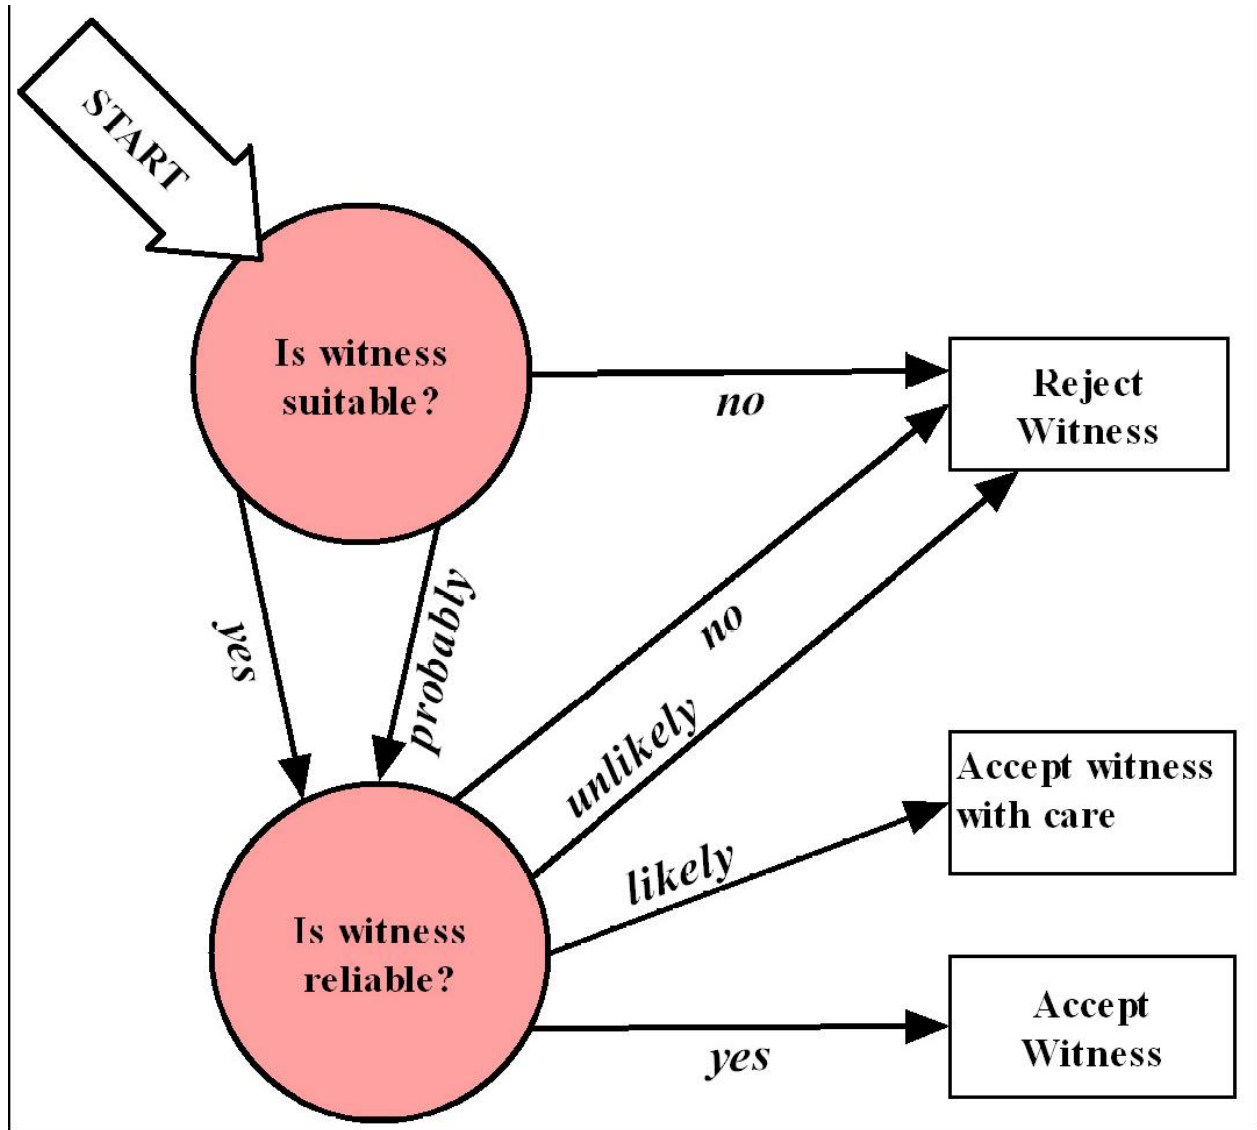 START
Is witness
suitable?
no
Reject
Witness
yes
probably
no
unlikely
likely
Accept witness
with care
Is witness
reliable?
yes
Accept
Witness